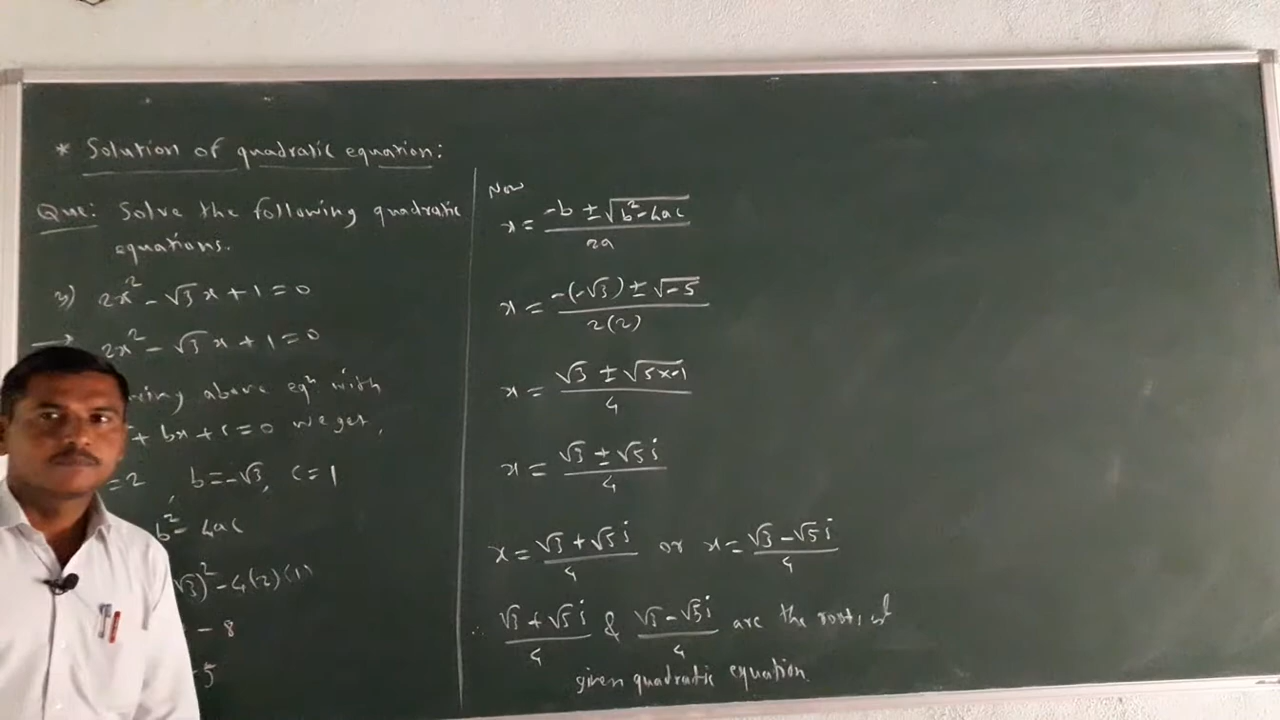 * Solution of quadratic equation:
Que: Solve the following quadratic
equations.
3) 2x² - √3 x + 1 = 0
→ 2x² - √3 x + 1 = 0
above eqⁿ with
+ bx + c = 0 we get,
= 2, b = -√3, c = 1
b² - 4ac
√3)² - 4(2)(1)
- 8
-5
Now
x = (-b ± √(b² - 4ac)) / 2a
x = (-(-√3) ± √-5) / 2(2)
x = (√3 ± √(5×-1)) / 4
x = (√3 ± √5 i) / 4
x = (√3 + √5 i) / 4 or x = (√3 - √5 i) / 4
∴ (√3 + √5 i) / 4 & (√3 - √5 i) / 4 are the roots of
given quadratic equation.